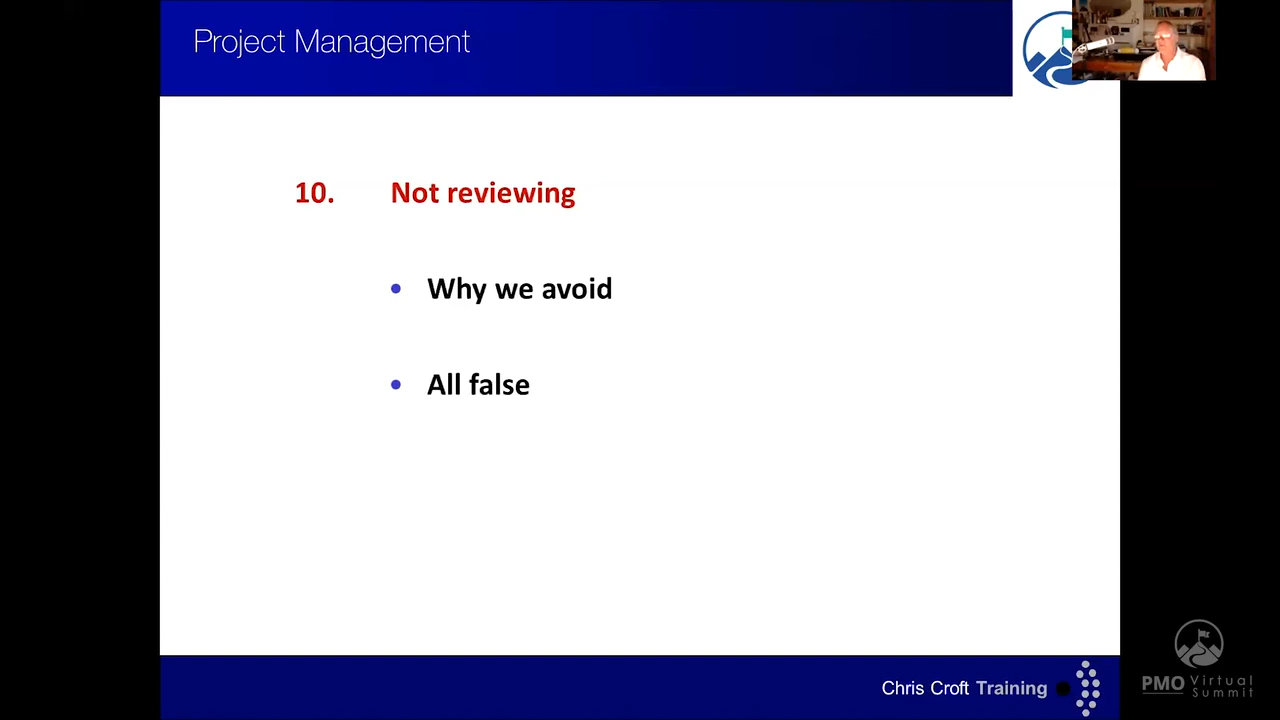 Project Management
10. Not reviewing
• Why we avoid
• All false
Chris Croft Training
PMO Virtual Summit